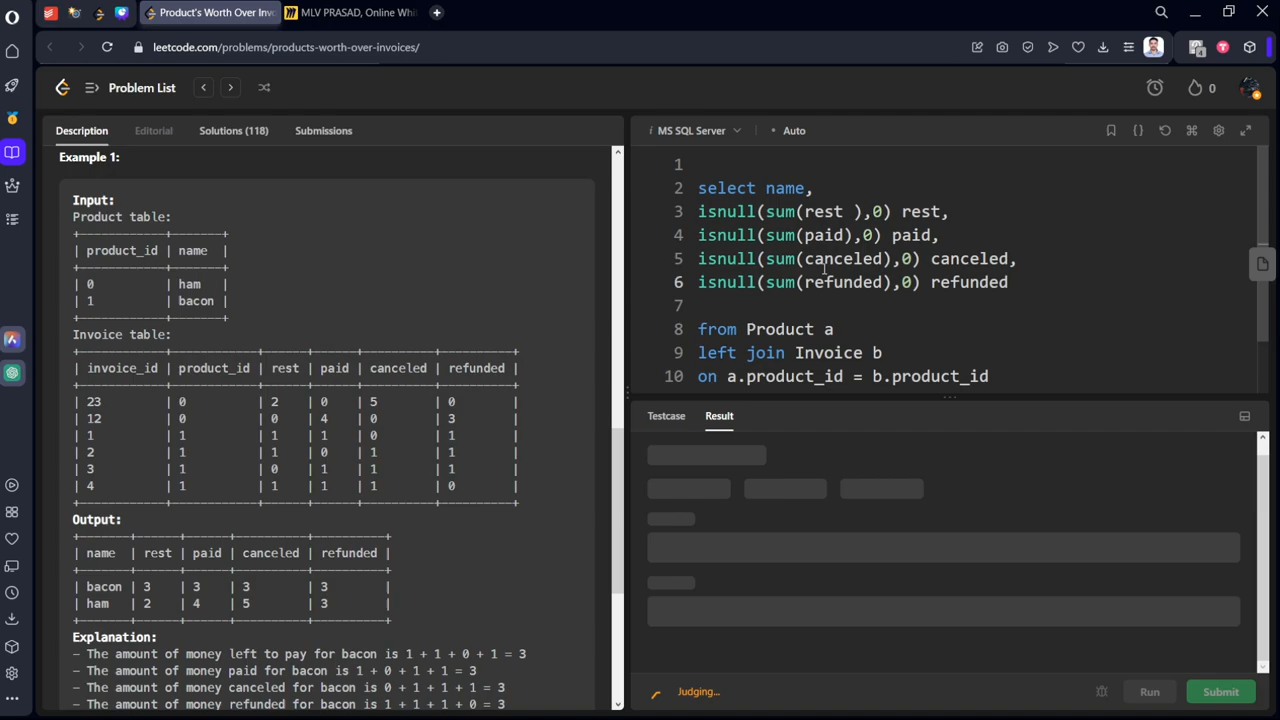 Product's Worth Over Inv
MLV PRASAD, Online Whi
leetcode.com/problems/products-worth-over-invoices/
4
Problem List
0
Description
Editorial
Solutions (118)
Submissions
Example 1:
Input:
Product table:
+------------+-------+
| product_id | name  |
+------------+-------+
| 0          | ham   |
| 1          | bacon |
+------------+-------+
Invoice table:
+------------+------------+------+------+----------+----------+
| invoice_id | product_id | rest | paid | canceled | refunded |
+------------+------------+------+------+----------+----------+
| 23         | 0          | 2    | 0    | 5        | 0        |
| 12         | 0          | 0    | 4    | 0        | 3        |
| 1          | 1          | 1    | 1    | 0        | 1        |
| 2          | 1          | 1    | 0    | 1        | 1        |
| 3          | 1          | 0    | 1    | 1        | 1        |
| 4          | 1          | 1    | 1    | 1        | 0        |
+------------+------------+------+------+----------+----------+
Output:
+-------+------+------+----------+----------+
| name  | rest | paid | canceled | refunded |
+-------+------+------+----------+----------+
| bacon | 3    | 3    | 3        | 3        |
| ham   | 2    | 4    | 5        | 3        |
+-------+------+------+----------+----------+
Explanation:
- The amount of money left to pay for bacon is 1 + 1 + 0 + 1 = 3
- The amount of money paid for bacon is 1 + 0 + 1 + 1 = 3
- The amount of money canceled for bacon is 0 + 1 + 1 + 1 = 3
- The amount of money refunded for bacon is 1 + 1 + 1 + 0 = 3
i MS SQL Server
• Auto
1
2 select name,
3 isnull(sum(rest ),0) rest,
4 isnull(sum(paid),0) paid,
5 isnull(sum(canceled),0) canceled,
6 isnull(sum(refunded),0) refunded
7
8 from Product a
9 left join Invoice b
10 on a.product_id = b.product_id
Testcase
Result
Judging...
Run
Submit